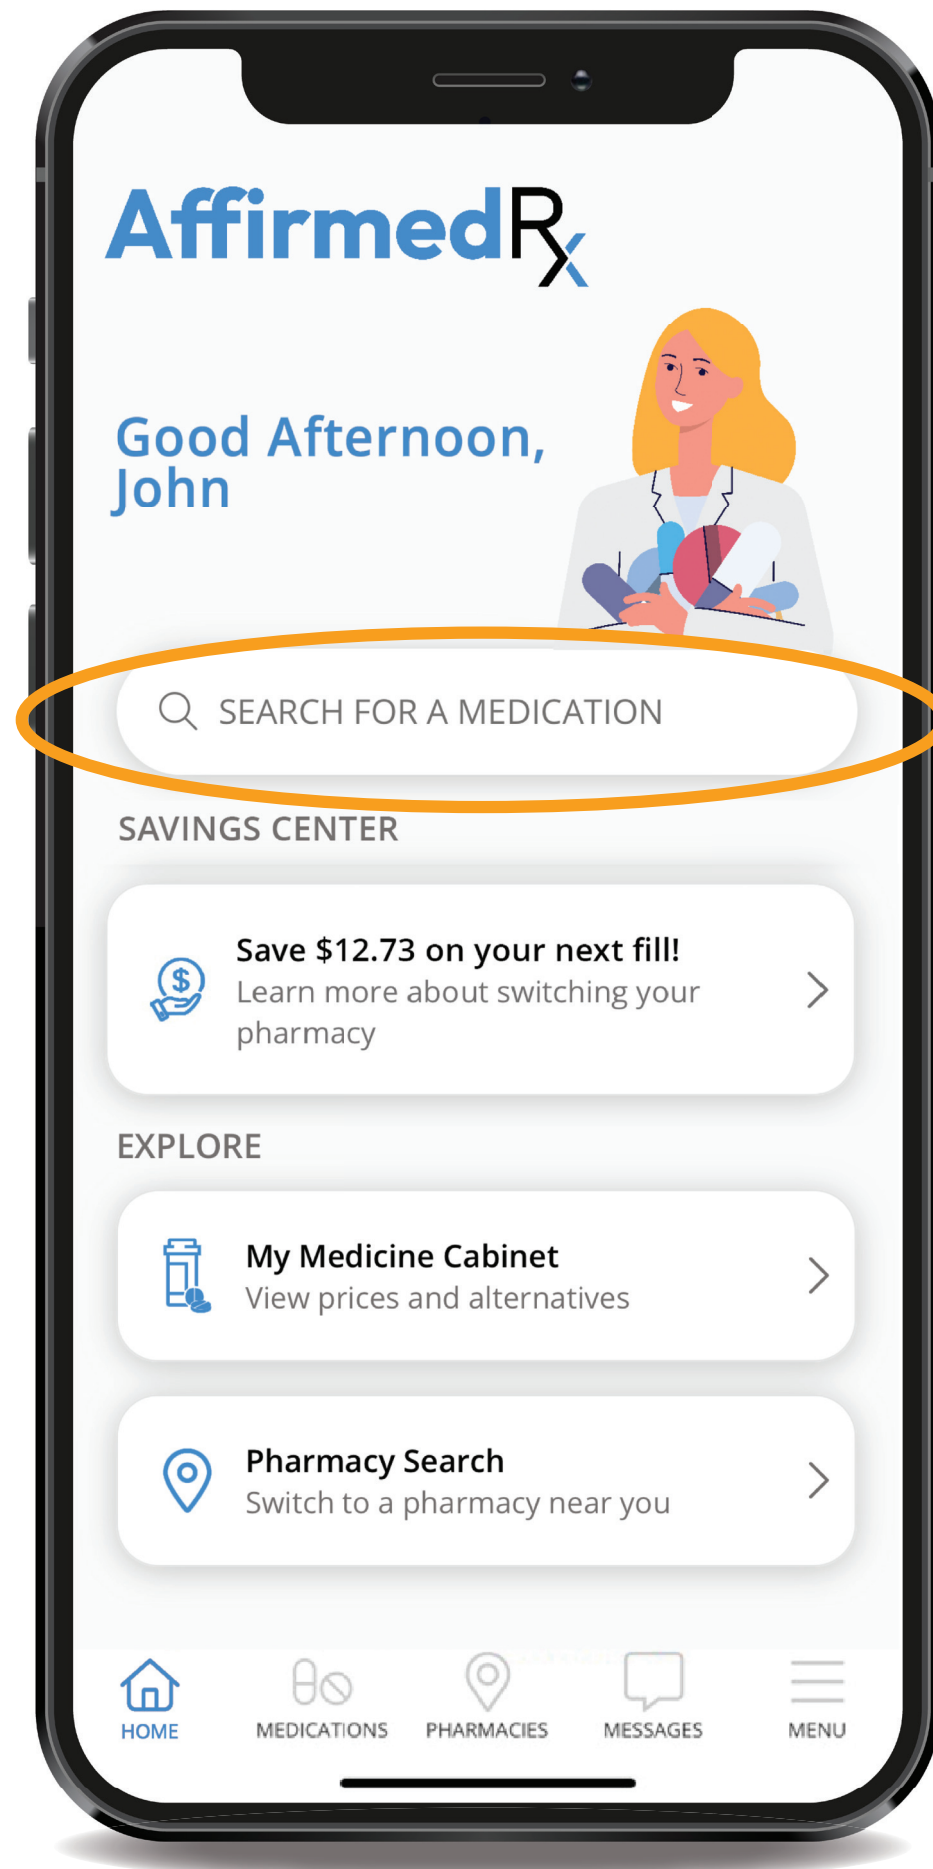 AffirmedRx
Good Afternoon,
John
SEARCH FOR A MEDICATION
SAVINGS CENTER
$
Save $12.73 on your next fill!
Learn more about switching your
pharmacy
EXPLORE
My Medicine Cabinet
View prices and alternatives
Pharmacy Search
Switch to a pharmacy near you
HOME MEDICATIONS PHARMACIES MESSAGES MENU